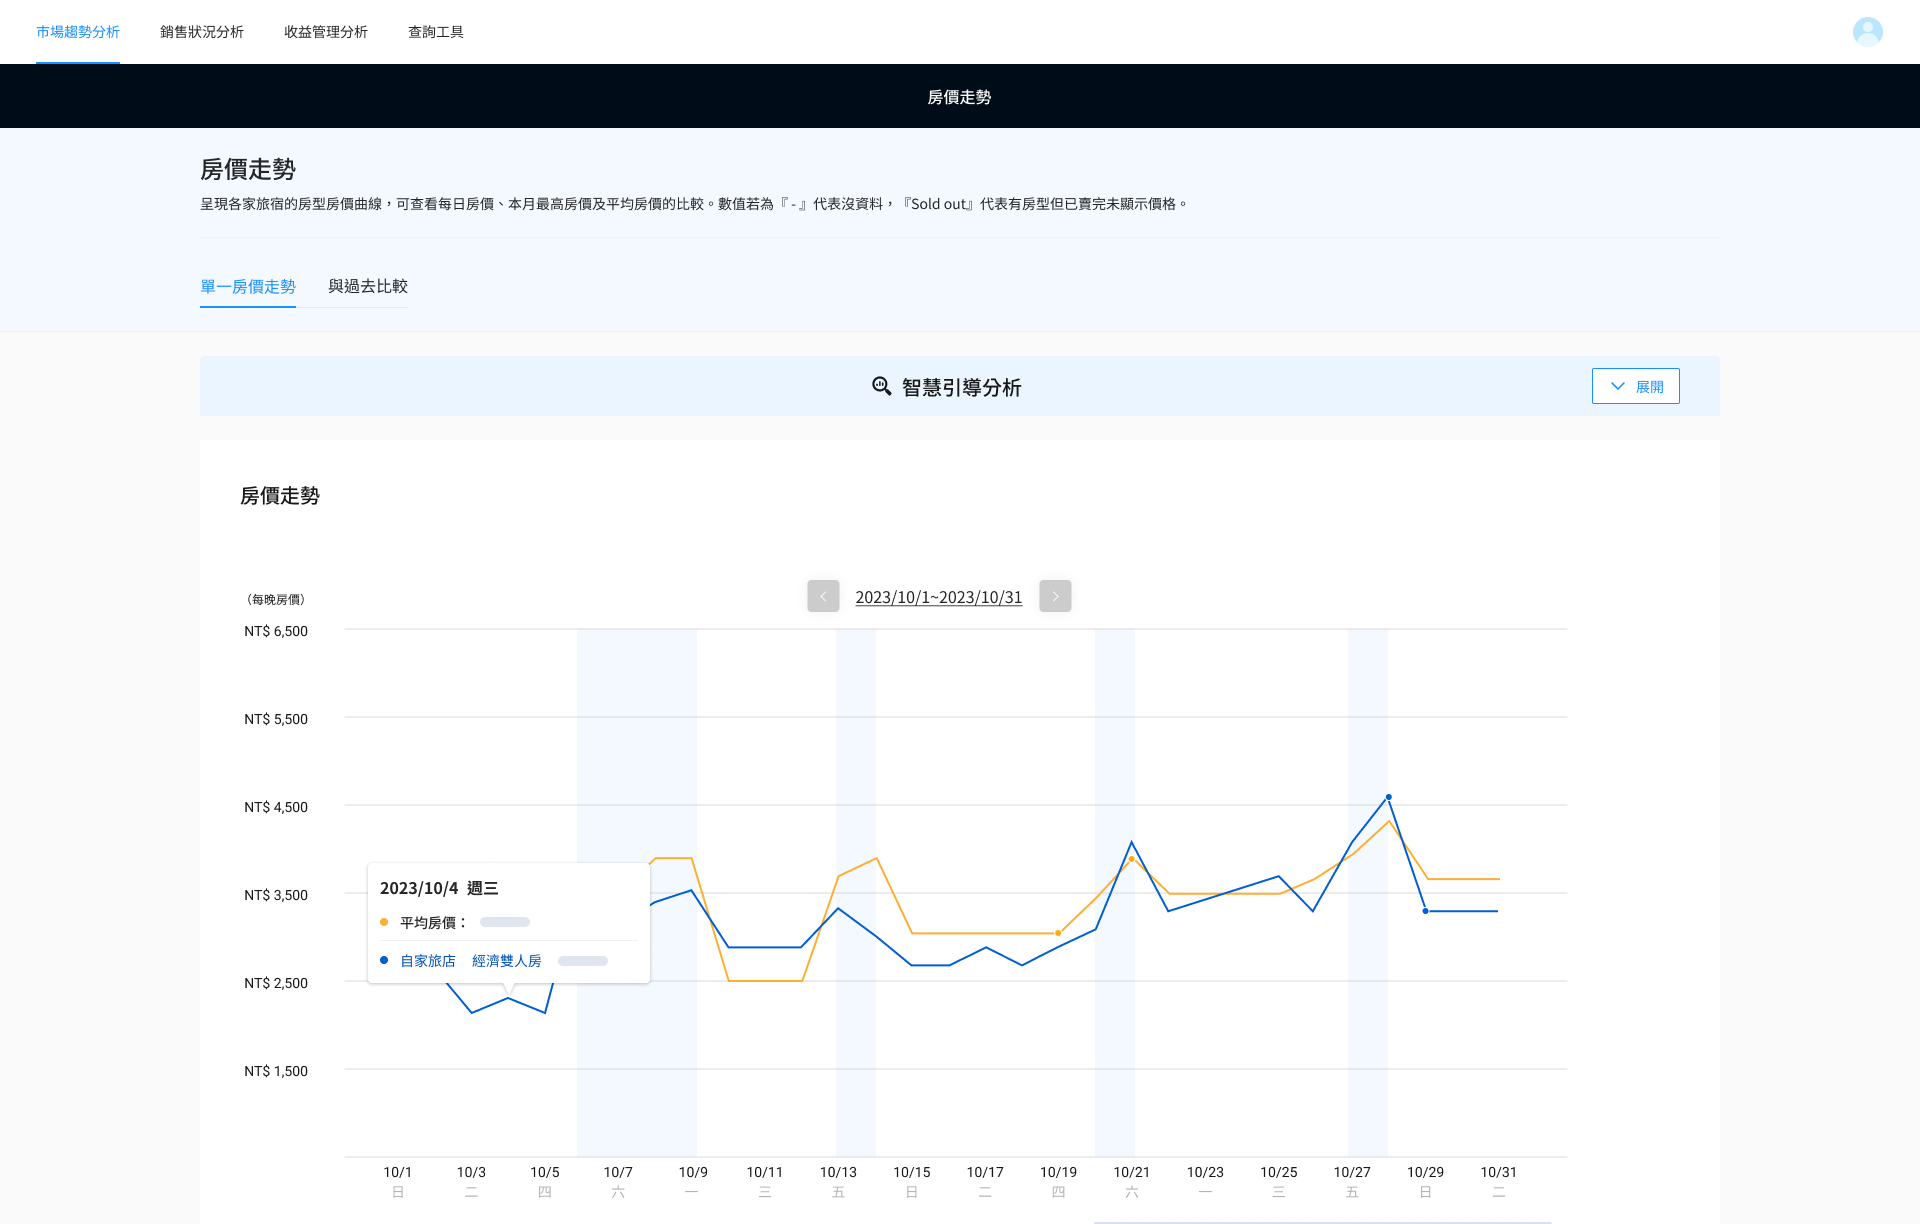 市場趨勢分析 銷售狀況分析 收益管理分析 查詢工具
房價走勢
房價走勢
呈現各家旅宿的房型房價曲線，可查看每日房價、本月最高房價及平均房價的比較。數值若為『 - 』代表沒資料，『Sold out』代表有房型但已賣完未顯示價格。
單一房價走勢 與過去比較
智慧引導分析
展開
房價走勢
2023/10/1~2023/10/31
（每晚房價）
NT$ 6,500
NT$ 5,500
NT$ 4,500
NT$ 3,500
NT$ 2,500
NT$ 1,500
2023/10/4 週三
平均房價：
自家旅店 經濟雙人房
10/1 10/3 10/5 10/7 10/9 10/11 10/13 10/15 10/17 10/19 10/21 10/23 10/25 10/27 10/29 10/31
日 二 四 六 一 三 五 日 二 四 六 一 三 五 日 二